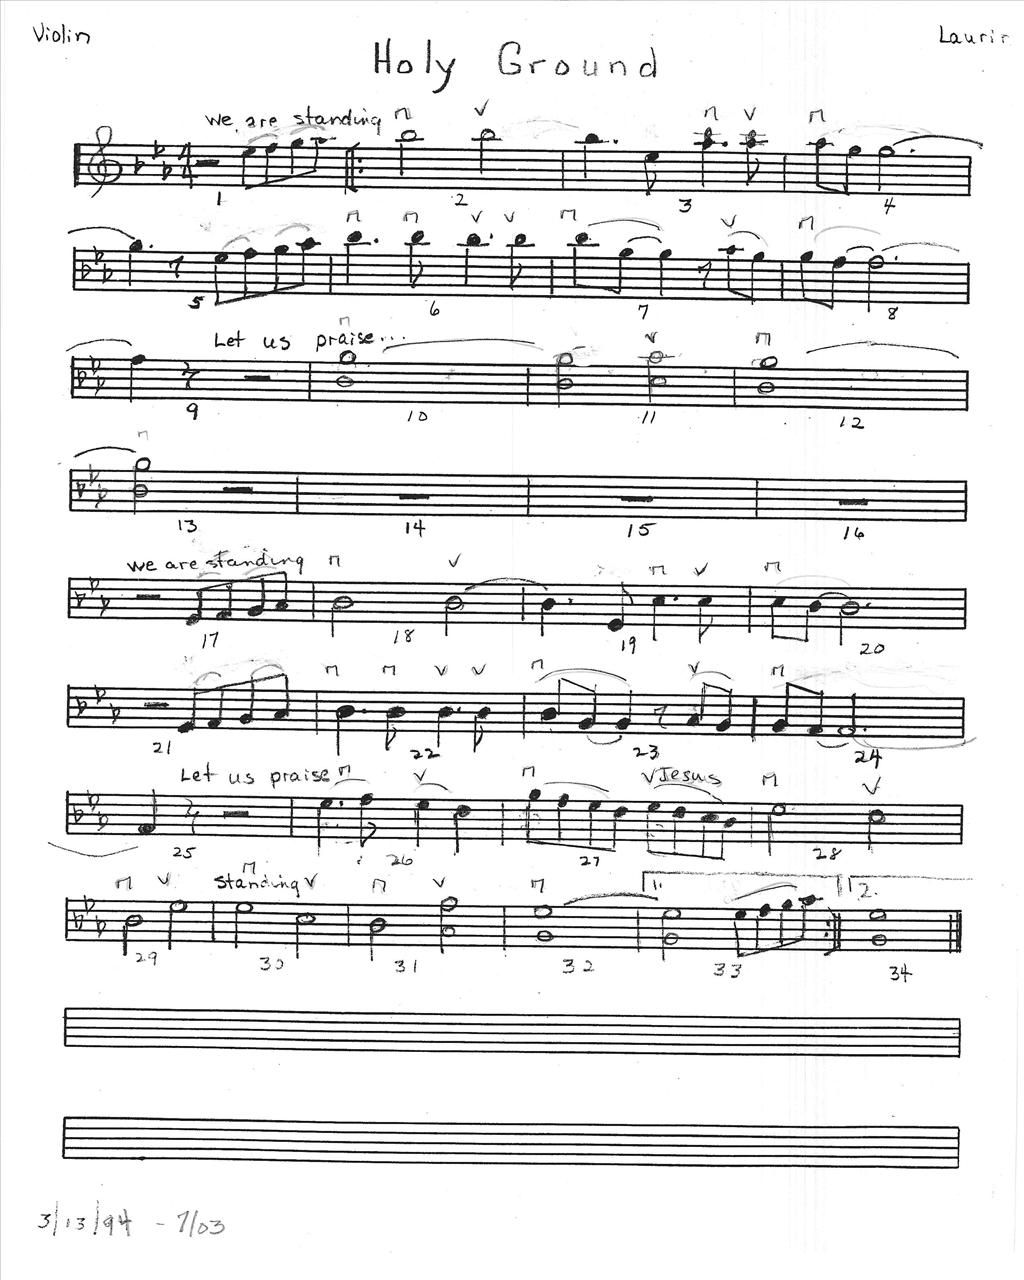 Violin
Holy Ground
we are standing
1 2 3 4
5 6 7 8
Let us praise...
9 10 11 12
13 14 15 16
we are standing
17 18 19 20
21 22 23 24
Let us praise Jesus
25 26 27 28
standing
1. 2.
29 30 31 32 33 34
3/13/94 - 7/03